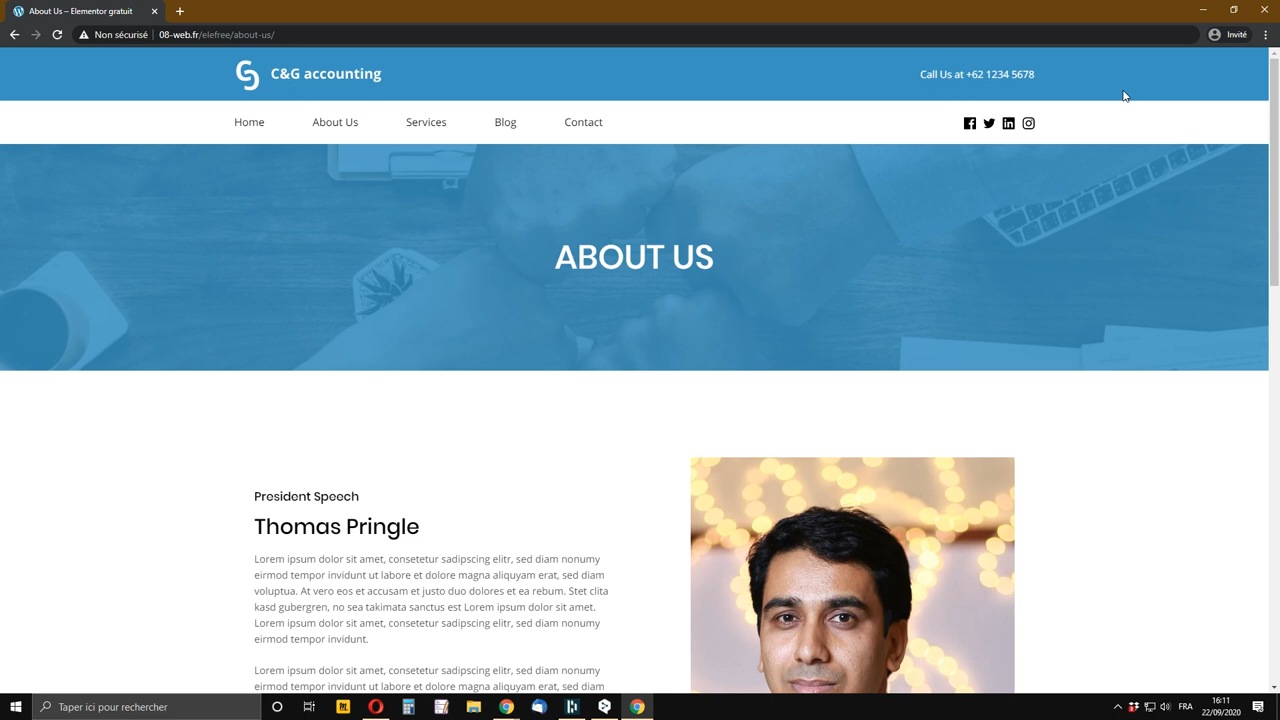 About Us – Elementor gratuit
Non sécurisé
08-web.fr/elefree/about-us/
Invité
C&G accounting
Call Us at +62 1234 5678
Home
About Us
Services
Blog
Contact
ABOUT US
President Speech
Thomas Pringle
Lorem ipsum dolor sit amet, consetetur sadipscing elitr, sed diam nonumy
eirmod tempor invidunt ut labore et dolore magna aliquyam erat, sed diam
voluptua. At vero eos et accusam et justo duo dolores et ea rebum. Stet clita
kasd gubergren, no sea takimata sanctus est Lorem ipsum dolor sit amet.
Lorem ipsum dolor sit amet, consetetur sadipscing elitr, sed diam nonumy
eirmod tempor invidunt.
Lorem ipsum dolor sit amet, consetetur sadipscing elitr, sed diam nonumy
eirmod tempor invidunt ut labore et dolore magna aliquyam erat, sed diam
Taper ici pour rechercher
FR
16:11
22/09/2020